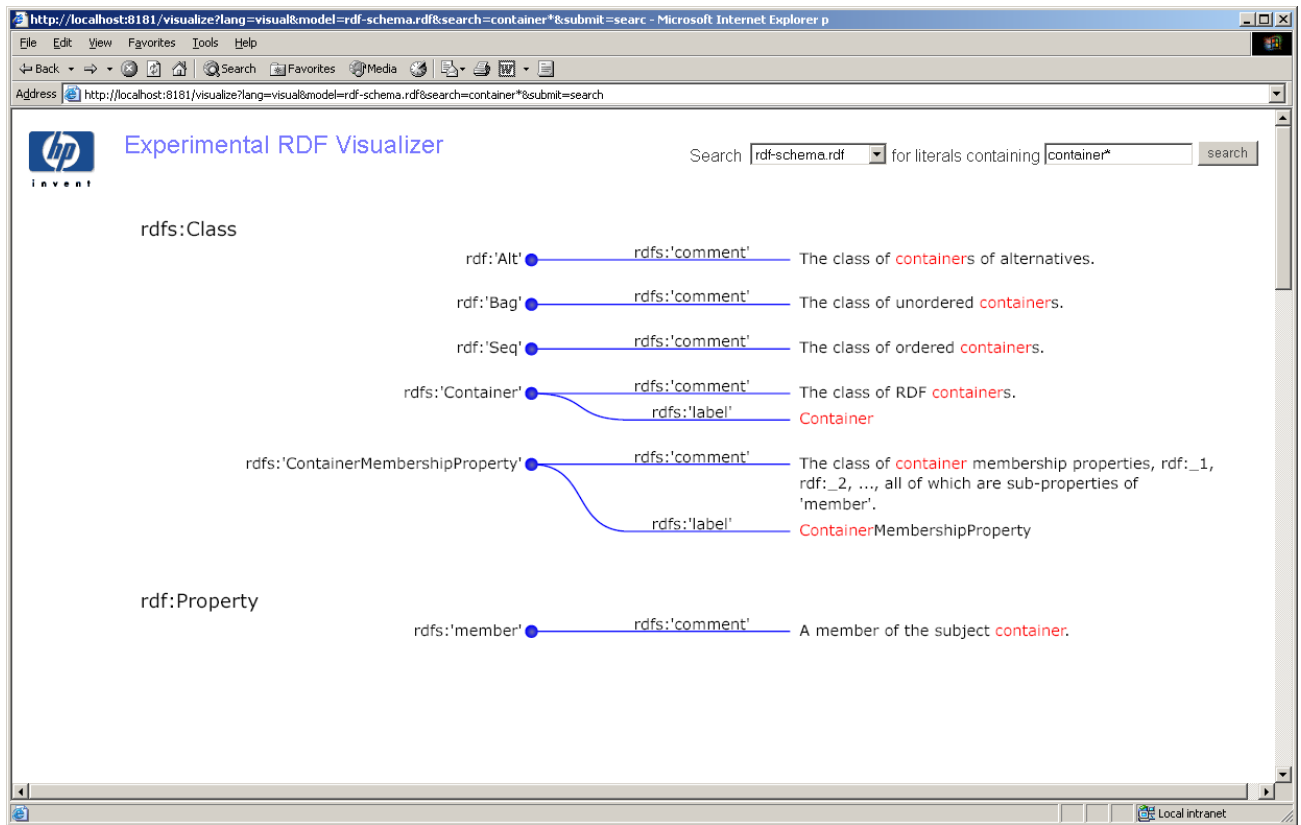 http://localhost:8181/visualize?lang=visual&model=rdf-schema.rdf&search=container*&submit=searc - Microsoft Internet Explorer p
File Edit View Favorites Tools Help
Back Search Favorites Media
Address http://localhost:8181/visualize?lang=visual&model=rdf-schema.rdf&search=container*&submit=search
hp
invent
Experimental RDF Visualizer
Search rdf-schema.rdf for literals containing container* search
rdfs:Class
rdf:'Alt' rdfs:'comment' The class of containers of alternatives.
rdf:'Bag' rdfs:'comment' The class of unordered containers.
rdf:'Seq' rdfs:'comment' The class of ordered containers.
rdfs:'Container' rdfs:'comment' The class of RDF containers.
rdfs:'label' Container
rdfs:'ContainerMembershipProperty' rdfs:'comment' The class of container membership properties, rdf:_1,
rdf:_2, ..., all of which are sub-properties of
'member'.
rdfs:'label' ContainerMembershipProperty
rdf:Property
rdfs:'member' rdfs:'comment' A member of the subject container.
Local intranet